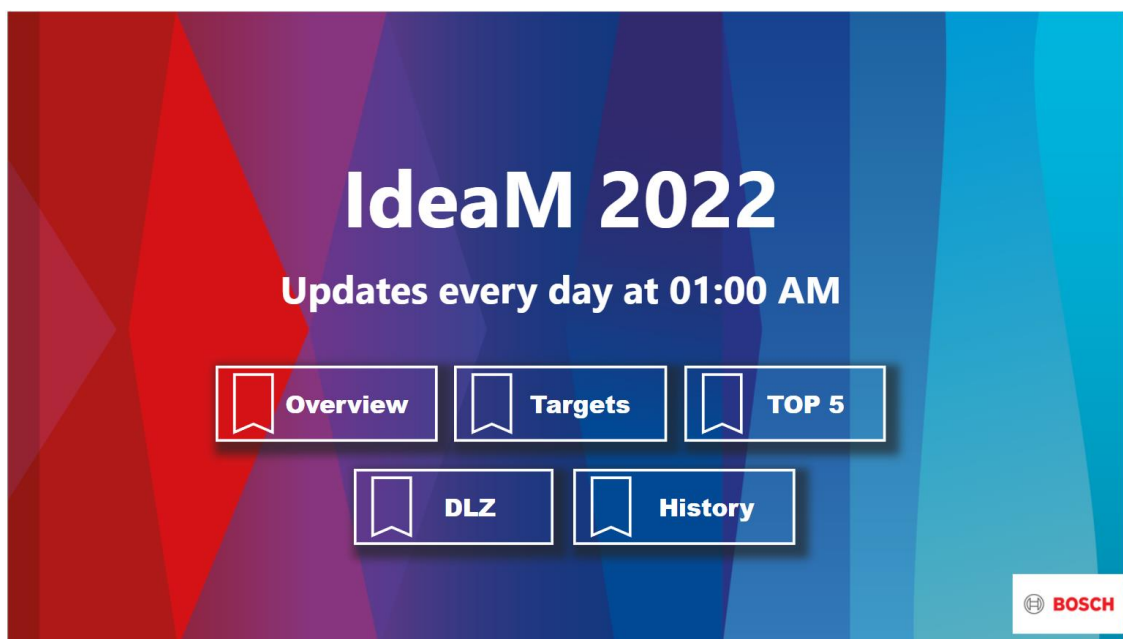 IdeaM 2022
Updates every day at 01:00 AM
Overview
Targets
TOP 5
DLZ
History
BOSCH